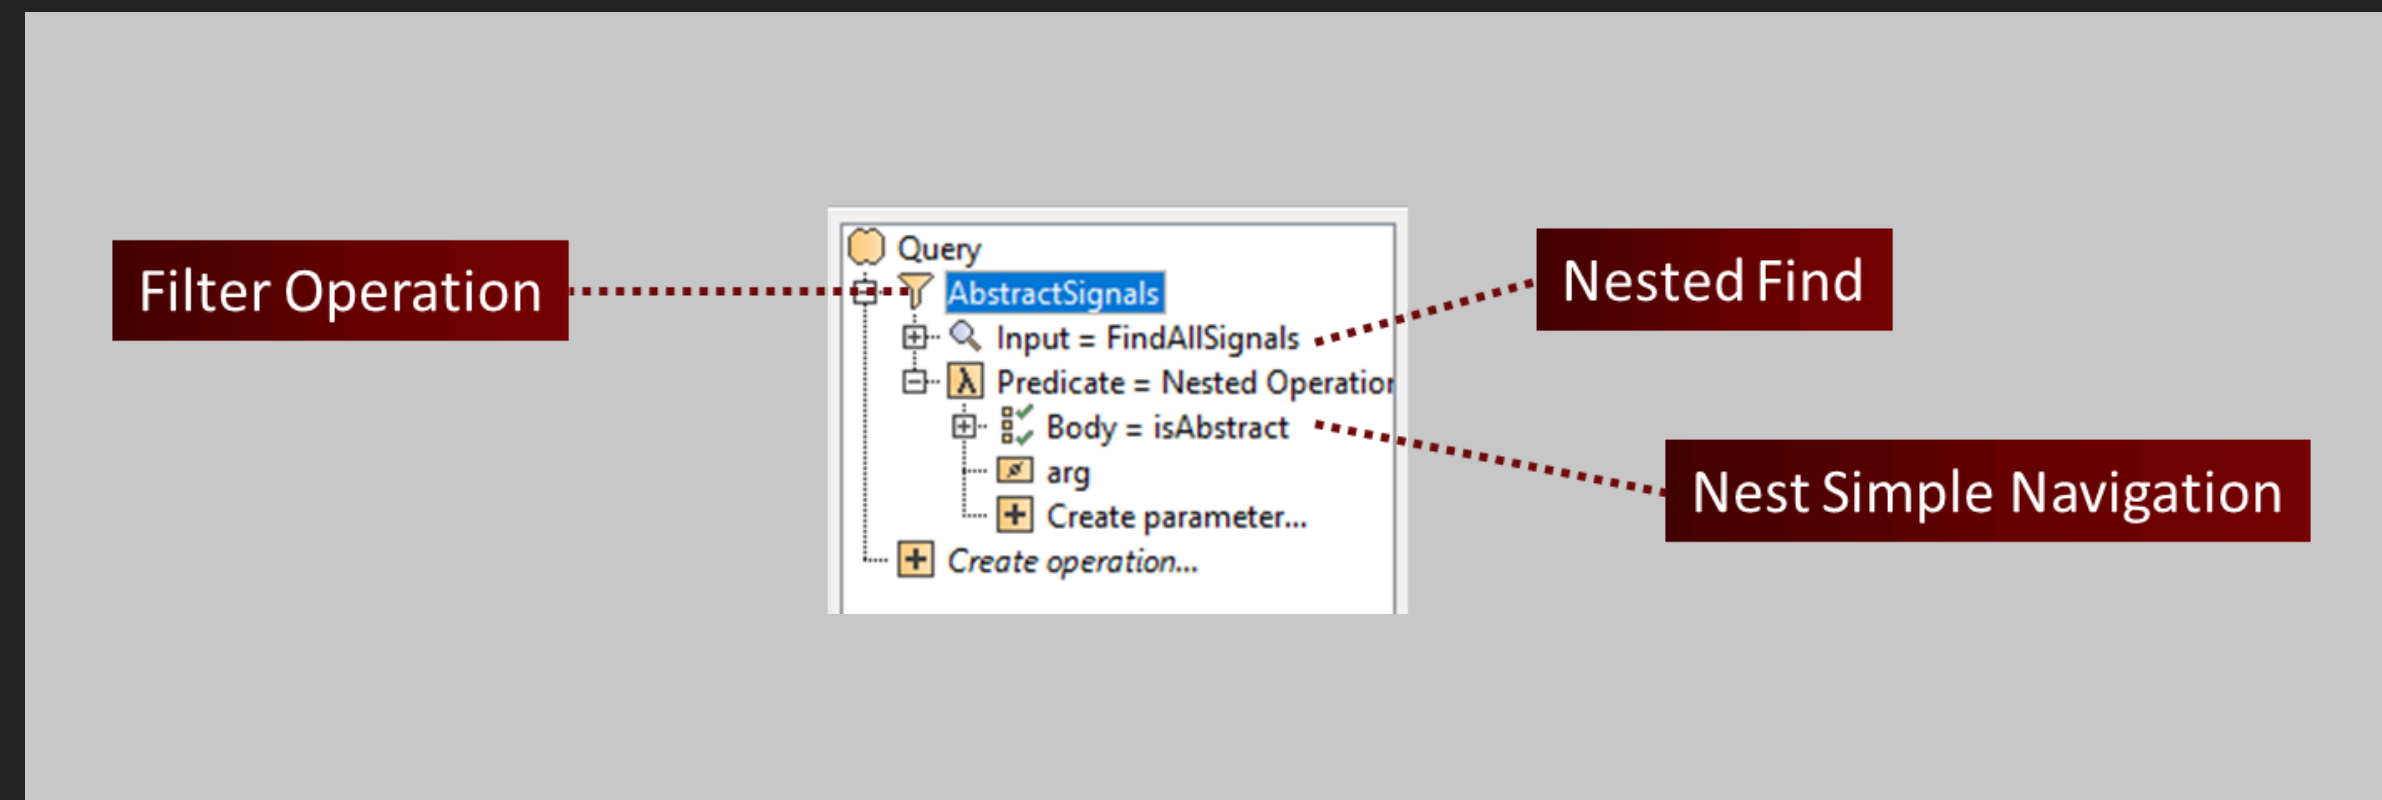 Filter Operation
Query
AbstractSignals
Input = FindAllSignals
Predicate = Nested Operation
Body = isAbstract
arg
Create parameter...
Create operation...
Nested Find
Nest Simple Navigation